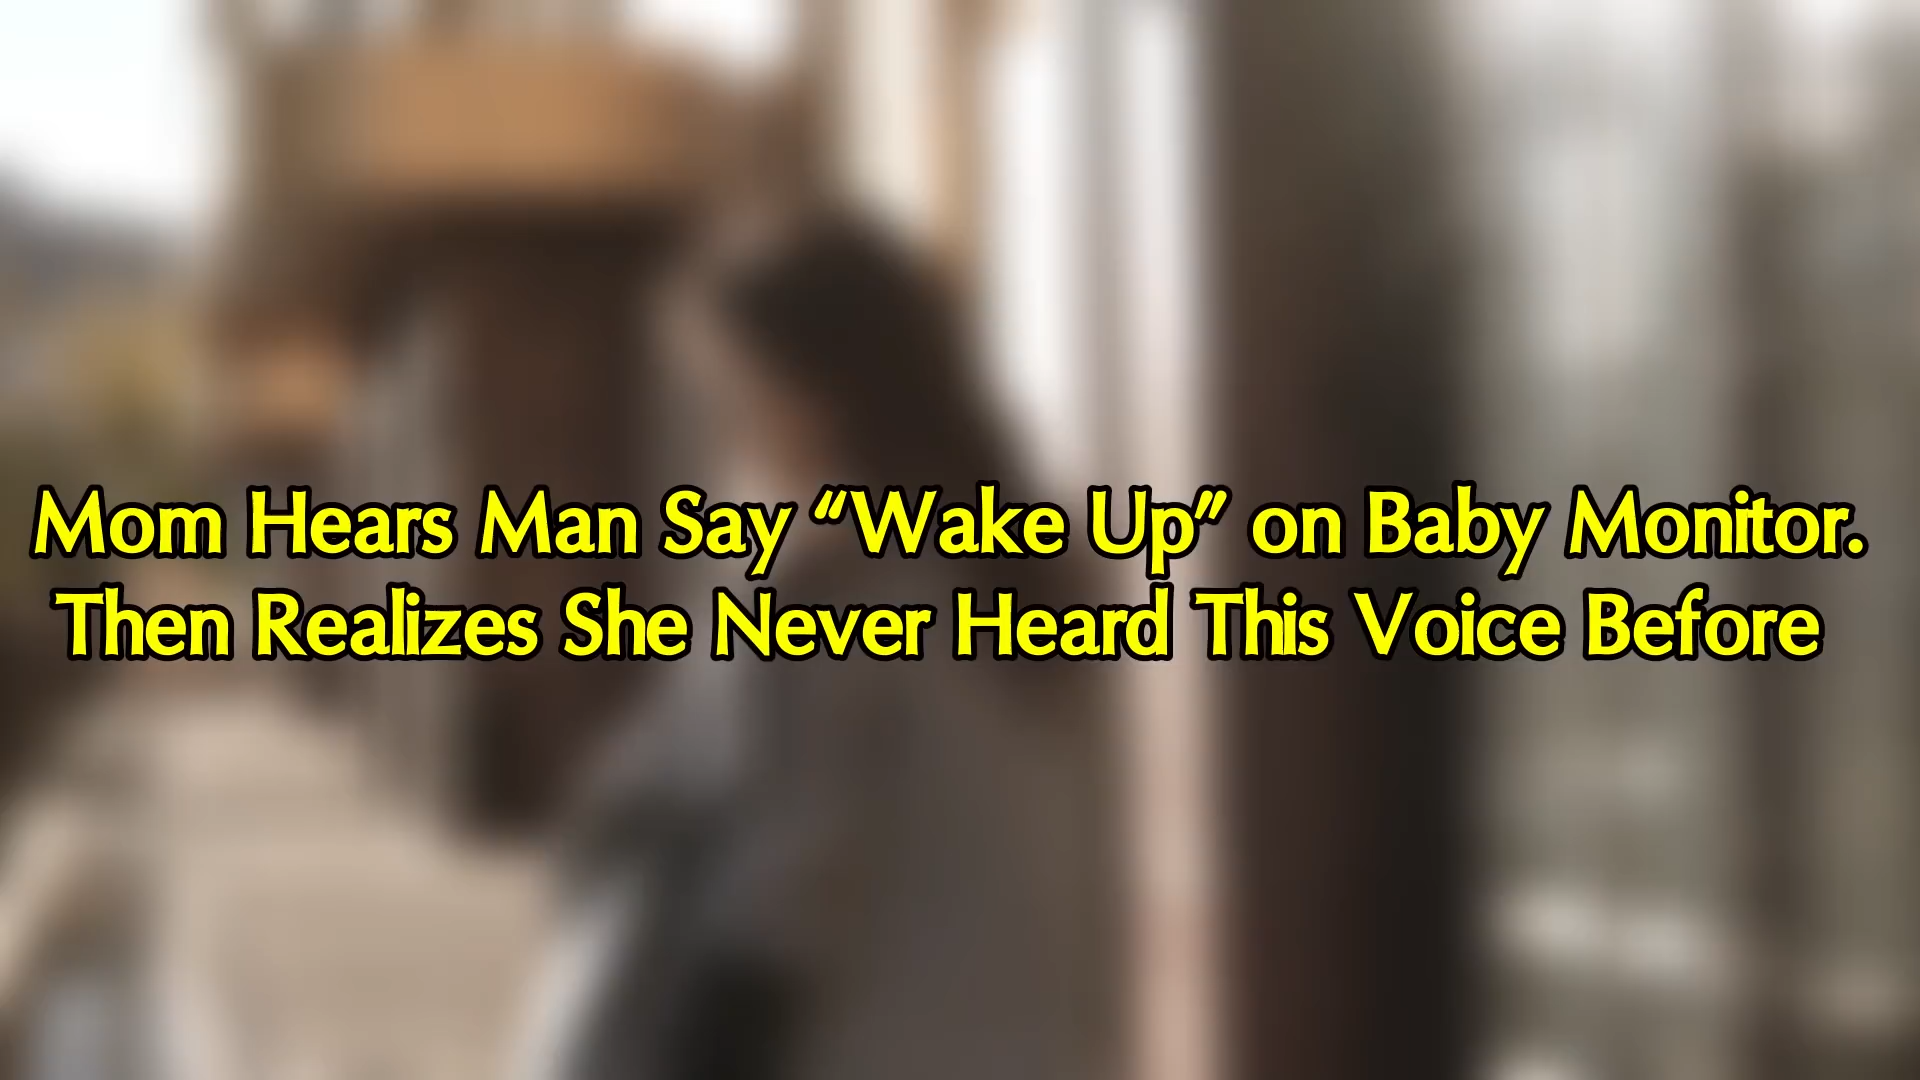 Mom Hears Man Say “Wake Up” on Baby Monitor.
Then Realizes She Never Heard This Voice Before